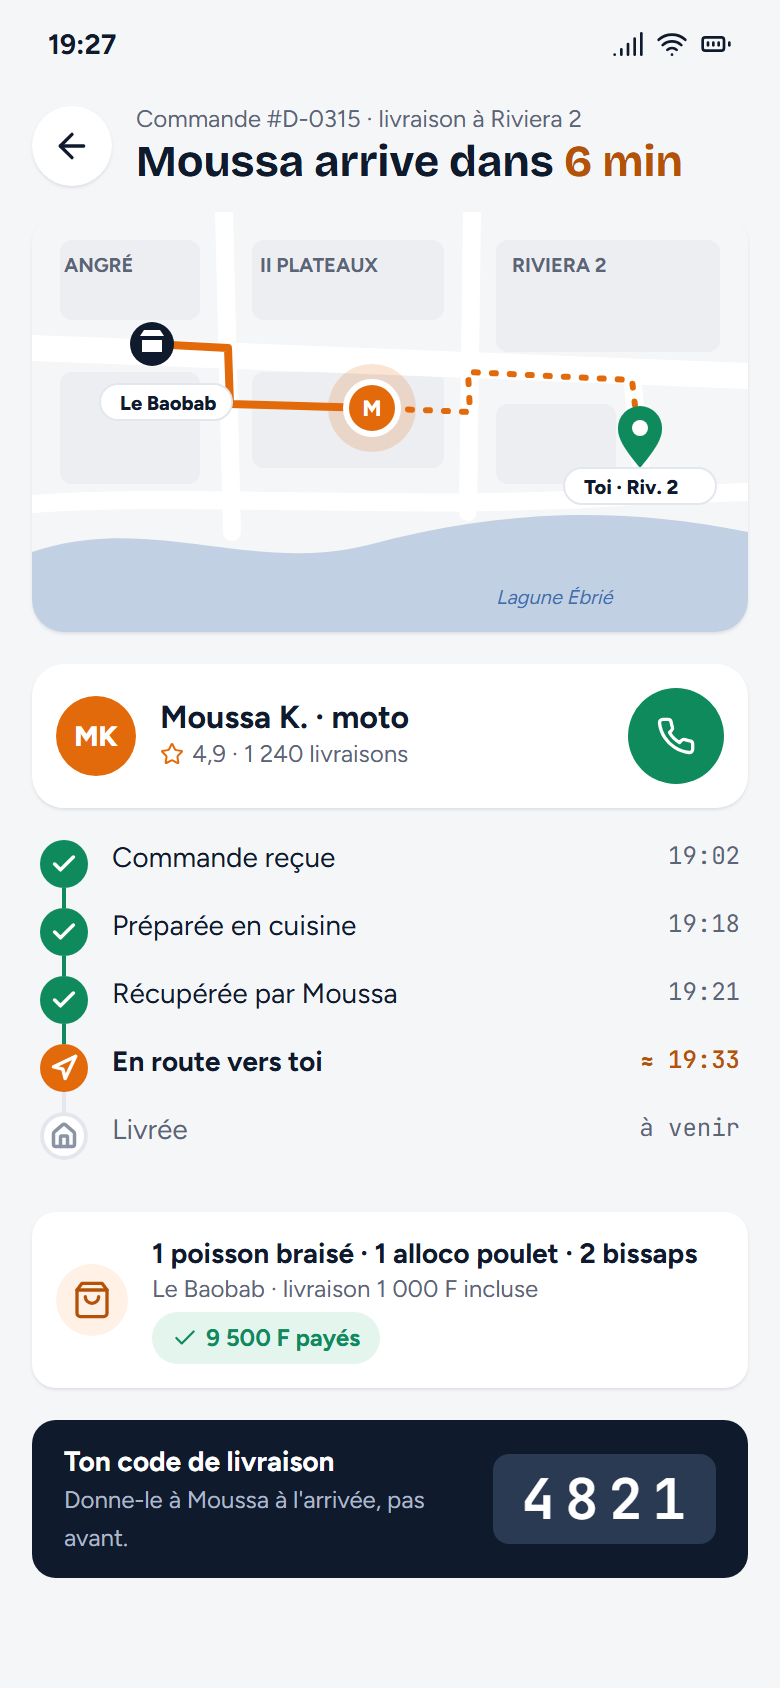 19:27
Commande #D-0315 · livraison à Riviera 2
Moussa arrive dans 6 min
ANGRÉ
II PLATEAUX
RIVIERA 2
Le Baobab
M
Toi · Riv. 2
Lagune Ébrié
MK
Moussa K. · moto
4,9 · 1 240 livraisons
Commande reçue 19:02
Préparée en cuisine 19:18
Récupérée par Moussa 19:21
En route vers toi ≈ 19:33
Livrée à venir
1 poisson braisé · 1 alloco poulet · 2 bissaps
Le Baobab · livraison 1 000 F incluse
9 500 F payés
Ton code de livraison
Donne-le à Moussa à l'arrivée, pas
avant.
4821